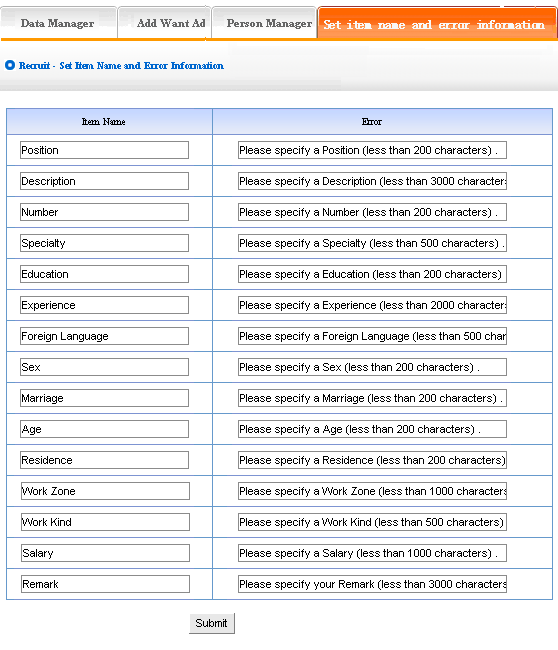 Data Manager Add Want Ad Person Manager Set item name and error information
Recruit - Set Item Name and Error Information
Item Name Error
Position Please specify a Position (less than 200 characters) .
Description Please specify a Description (less than 3000 characters
Number Please specify a Number (less than 200 characters) .
Specialty Please specify a Specialty (less than 500 characters) .
Education Please specify a Education (less than 200 characters)
Experience Please specify a Experience (less than 2000 characters
Foreign Language Please specify a Foreign Language (less than 500 char
Sex Please specify a Sex (less than 200 characters) .
Marriage Please specify a Marriage (less than 200 characters) .
Age Please specify a Age (less than 200 characters) .
Residence Please specify a Residence (less than 200 characters)
Work Zone Please specify a Work Zone (less than 1000 characters
Work Kind Please specify a Work Kind (less than 500 characters)
Salary Please specify a Salary (less than 1000 characters) .
Remark Please specify your Remark (less than 3000 characters
Submit